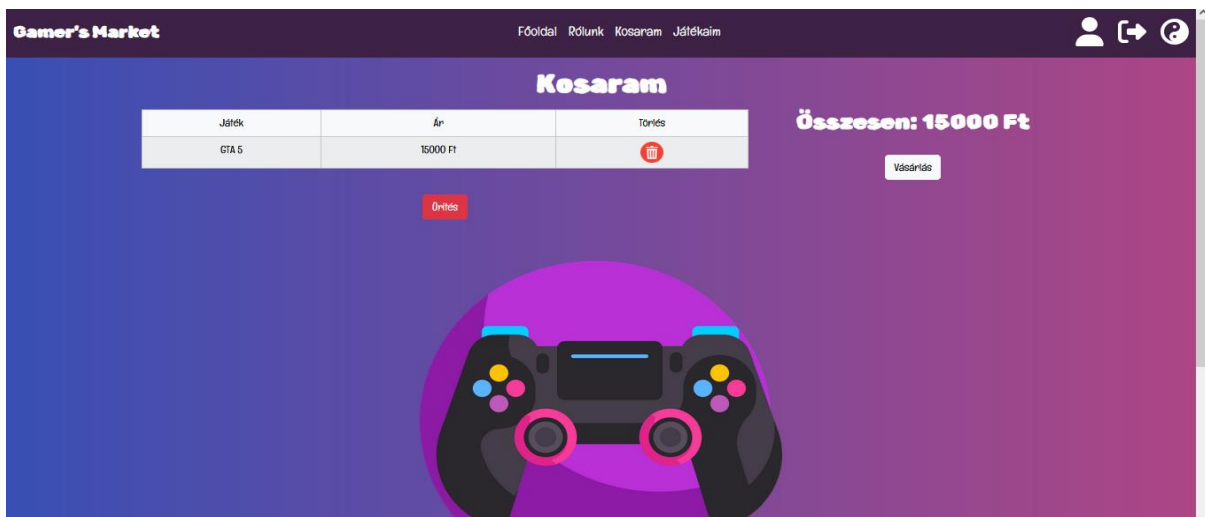 Gamer's Market
Főoldal Rólunk Kosaram Játékaim
Kosaram
Játék Ár Törlés
GTA 5 15000 Ft
Összesen: 15000 Ft
Vásárlás
Ürítés